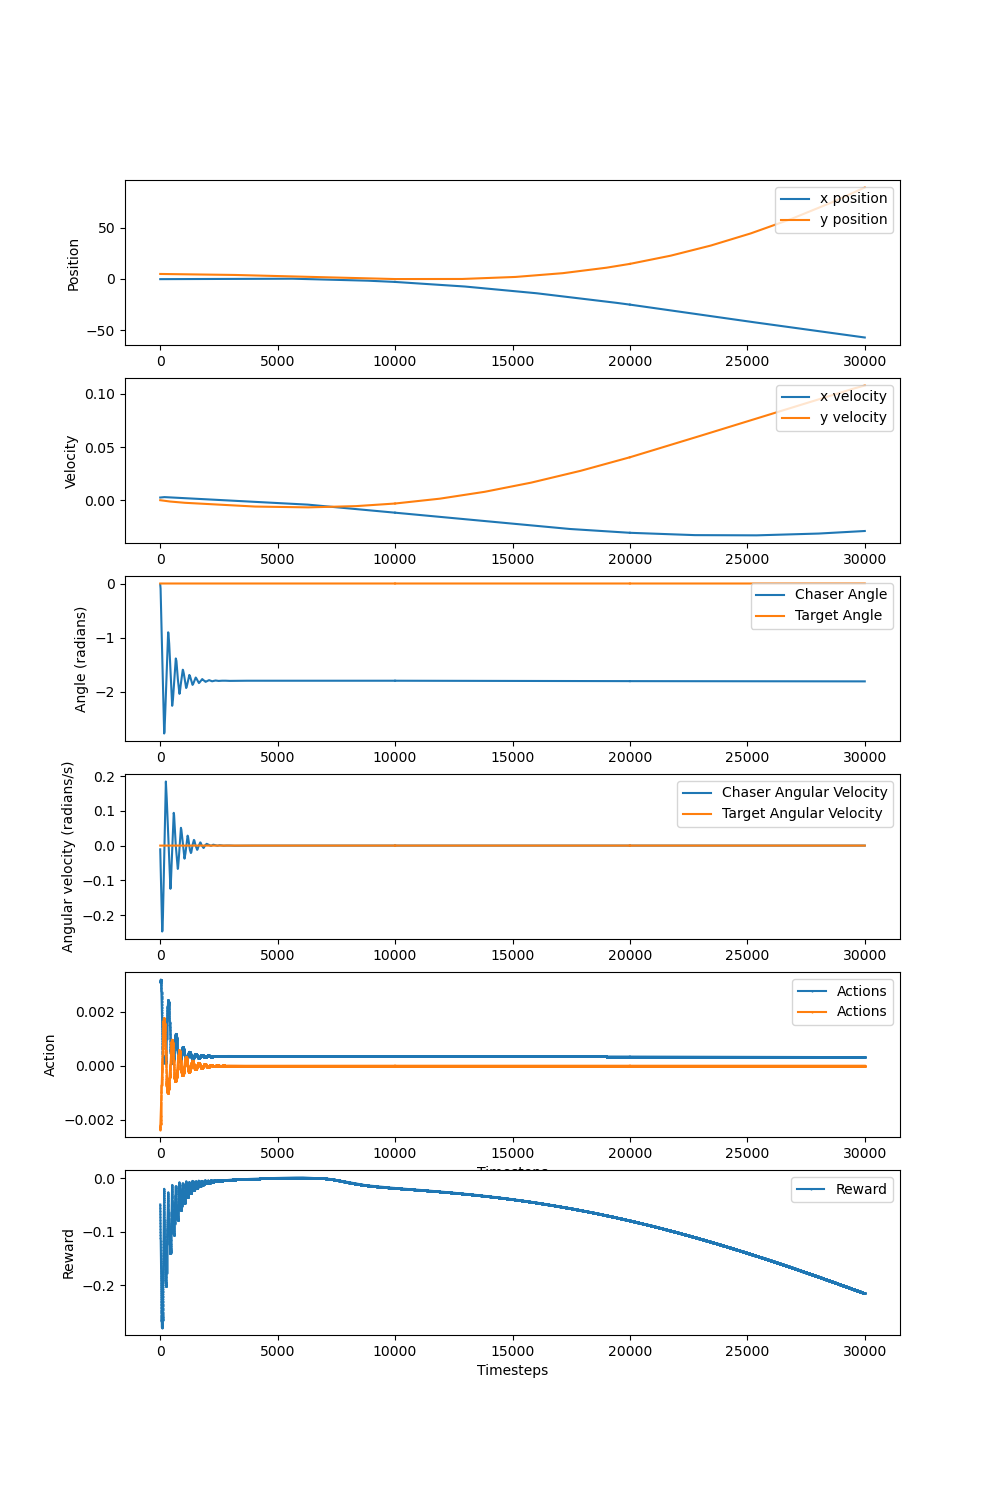 Position
50
0
−50
x position
y position
0 5000 10000 15000 20000 25000 30000
Velocity
0.10
0.05
0.00
x velocity
y velocity
0 5000 10000 15000 20000 25000 30000
Angle (radians)
0
−1
−2
Chaser Angle
Target Angle
0 5000 10000 15000 20000 25000 30000
Angular velocity (radians/s)
0.2
0.1
0.0
−0.1
−0.2
Chaser Angular Velocity
Target Angular Velocity
0 5000 10000 15000 20000 25000 30000
Action
0.002
0.000
−0.002
Actions
Actions
0 5000 10000 15000 20000 25000 30000
Timesteps
Reward
0.0
−0.1
−0.2
Reward
0 5000 10000 15000 20000 25000 30000
Timesteps